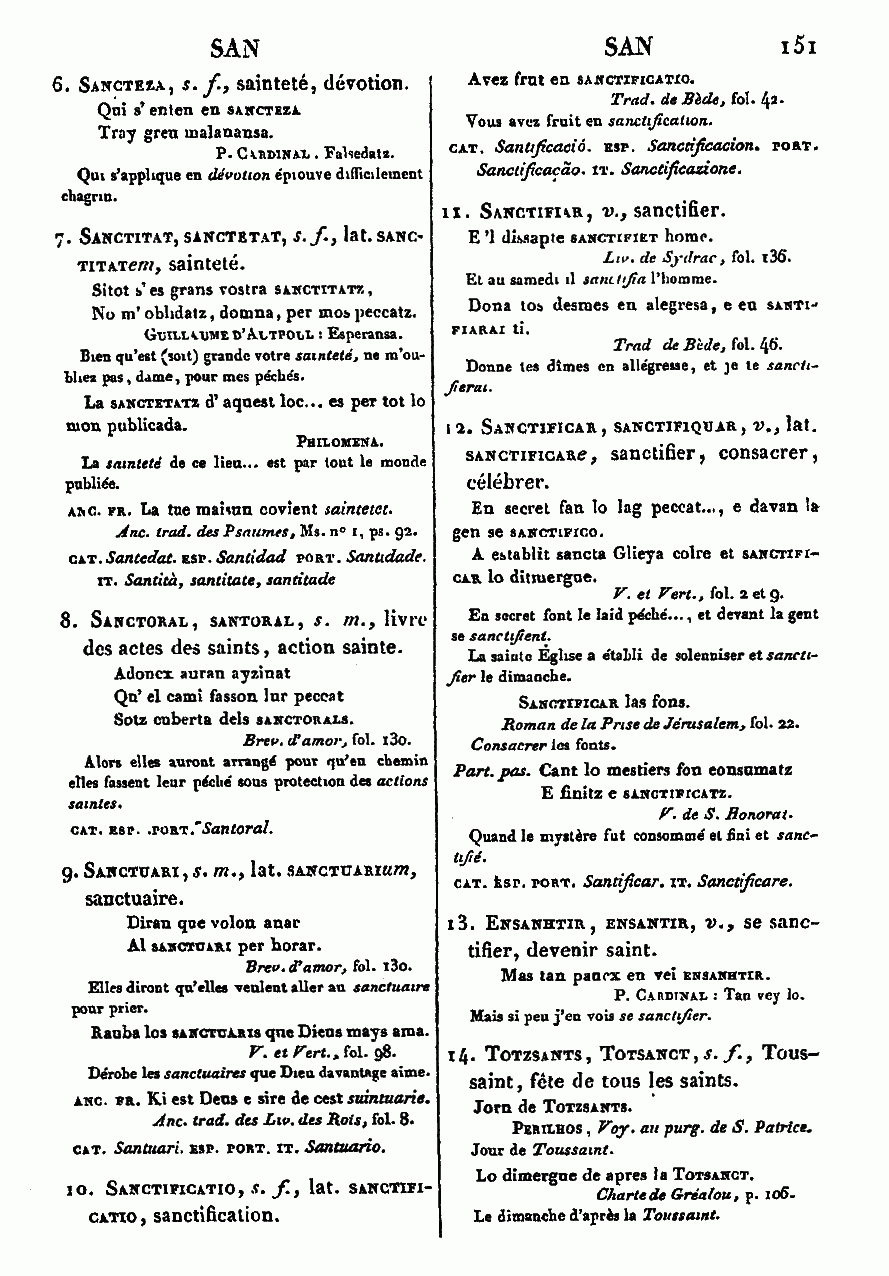 SAN
SAN 151
6. SANCTEZA, s. f., sainteté, dévotion.
Qui s' enten en SANCTEZA
Tray greu malanansa.
P. CARDINAL. Falsedatz.
Qui s'applique en dévotion éprouve difficilement
chagrin.
7. SANCTITAT, SANCTETAT, s. f., lat. SANC-
TITATem, sainteté.
Sitot s' es grans vostra SANCTITATZ,
No m' oblidatz, domna, per mos peccatz.
GUILLAUME D'ALTPOLL : Esperansa.
Bien qu'est (soit) grande votre sainteté, ne m'ou-
bliez pas, dame, pour mes péchés.
La SANCTETATZ d' aquest loc... es per tot lo
mon publicada.
PHILOMENA.
La sainteté de ce lieu... est par tout le monde
publiée.
ANC. FR. La tue maisun covient saintetet.
Anc. trad. des Psaumes, Ms. n° 1, ps. 92.
CAT. Santedat. ESP. Santidad PORT. Santidade.
IT. Santità, santitate, santitade
8. SANCTORAL, SANTORAL, s. m., livre
des actes des saints, action sainte.
Adoncx auran ayzinat
Qu' el cami fasson lur peccat
Sotz cuberta dels SANCTORALS.
Brev. d'amor, fol. 130.
Alors elles auront arrangé pour qu'en chemin
elles fassent leur péché sous protection des actions
saintes.
CAT. ESP. PORT. Santoral.
9. SANCTUARI, s. m., lat. SANCTUARIum,
sanctuaire.
Diran que volon anar
Al SANCTUARI per horar.
Brev. d'amor, fol. 130.
Elles diront qu'elles veulent aller au sanctuaire
pour prier.
Rauba los SANCTUARIS que Dieus mays ama.
V. et Vert., fol. 98.
Dérobe les sanctuaires que Dieu davantage aime.
ANC. FR. Ki est Deus e sire de cest suintuarie.
Anc. trad. des Liv. des Rois, fol. 8.
CAT. Santuari. ESP. PORT. IT. Santuario.
10. SANCTIFICATIO, s. f., lat. SANCTIFI-
CATIO, sanctification.
Avez frut en SANCTIFICATIO.
Trad. de Bède, fol. 42.
Vous avez fruit en sanctification.
CAT. Santificació. ESP. Sanctificacion. PORT.
Sanctificação. IT. Sanctificazione.
11. SANCTIFIAR, v., sanctifier.
E 'l dissapte SANCTIFIET home.
Liv. de Sydrac, fol. 136.
Et au samedi il sanctifia l'homme.
Dona tos desmes en alegresa, e eu SANTI-
FIARAI ti.
Trad de Bède, fol. 46.
Donne tes dîmes en allégresse, et je te sancti-
fierai.
12. SANCTIFICAR, SANCTIFIQUAR, v., lat.
SANCTIFICARe, sanctifier, consacrer,
célébrer.
En secret fan lo lag peccat..., e davan la
gen se SANCTIFICO.
A establit sancta Glieya colre et SANCTIFI-
CAR lo dimergue.
V. et Vert., fol. 2 et 9.
En secret font le laid péché..., et devant la gent
se sanctifient.
La sainte Église a établi de solenniser et sancti-
fier le dimanche.
SANCTIFICAR las fons.
Roman de la Prise de Jérusalem, fol. 22.
Consacrer les fonts.
Part. pas. Cant lo mestiers fon consumatz
E finitz e SANCTIFICATZ.
V. de S. Honorat.
Quand le mystère fut consommé et fini et sanc-
tifié.
CAT. ESP. PORT. Santificar. IT. Sanctificare.
13. ENSANHTIR, ENSANTIR, v., se sanc-
tifier, devenir saint.
Mas tan paucx en vei ENSANHTIR.
P. CARDINAL : Tan vey lo.
Mais si peu j'en vois se sanctifier.
14. TOTZSANTS, TOTSANCT, s. f., Tous-
saint, fête de tous les saints.
Jorn de TOTZSANTS.
PERILHOS, Voy. au purg. de S. Patrice.
Jour de Toussaint.
Lo dimergue de apres la TOTSANCT.
Charte de Gréalou, p. 106.
Le dimanche d'après la Toussaint.